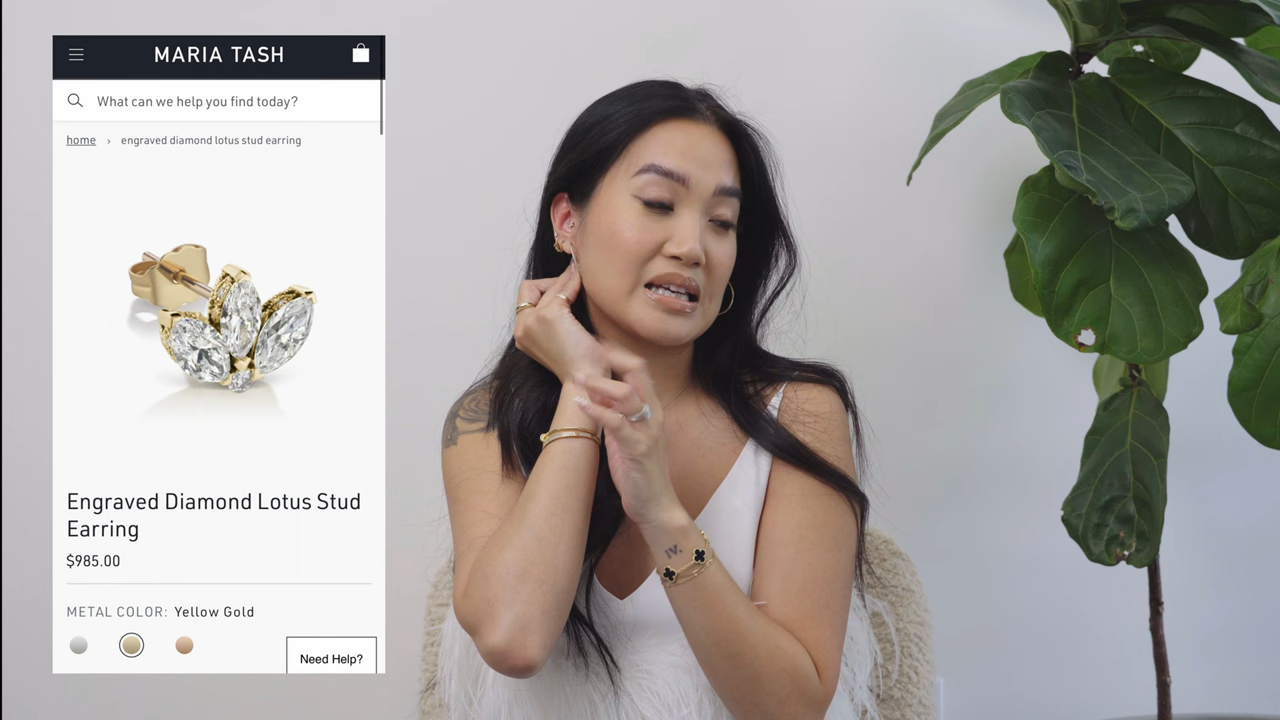 MARIA TASH
What can we help you find today?
home › engraved diamond lotus stud earring
Engraved Diamond Lotus Stud
Earring
$985.00
METAL COLOR: Yellow Gold
Need Help?
IV.